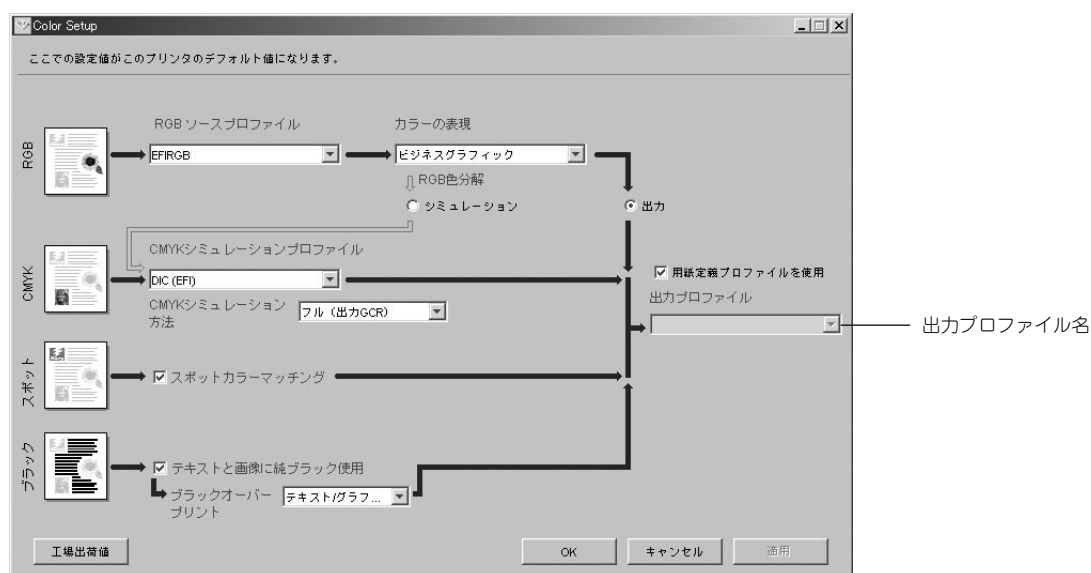 Color Setup
ここでの設定値がこのプリンタのデフォルト値になります。
RGB
RGB ソースプロファイル
カラーの表現
EFIRGB
ビジネスグラフィック
RGB色分解
シミュレーション
出力
CMYK
CMYKシミュレーションプロファイル
DIC (EFI)
CMYKシミュレーション
方法
フル（出力GCR）
用紙定義プロファイルを使用
出力プロファイル
出力プロファイル名
スポット
スポットカラーマッチング
ブラック
テキストと画像に純ブラック使用
ブラックオーバー
プリント
テキスト/グラフ...
工場出荷値
OK
キャンセル
適用